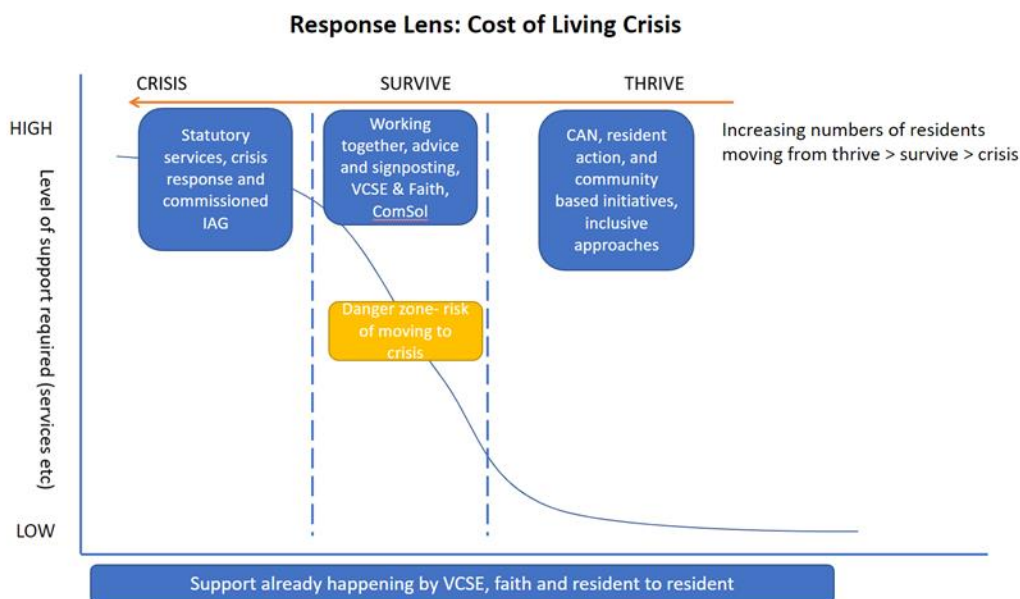 Response Lens: Cost of Living Crisis
CRISIS
SURVIVE
THRIVE
HIGH
Statutory
services, crisis
response and
commissioned
IAG
Working
together, advice
and signposting,
VCSE & Faith,
ComSol
CAN, resident
action, and
community
based initiatives,
inclusive
approaches
Increasing numbers of residents
moving from thrive > survive > crisis
Level of support required (services etc)
Danger zone- risk
of moving to
crisis
LOW
Support already happening by VCSE, faith and resident to resident